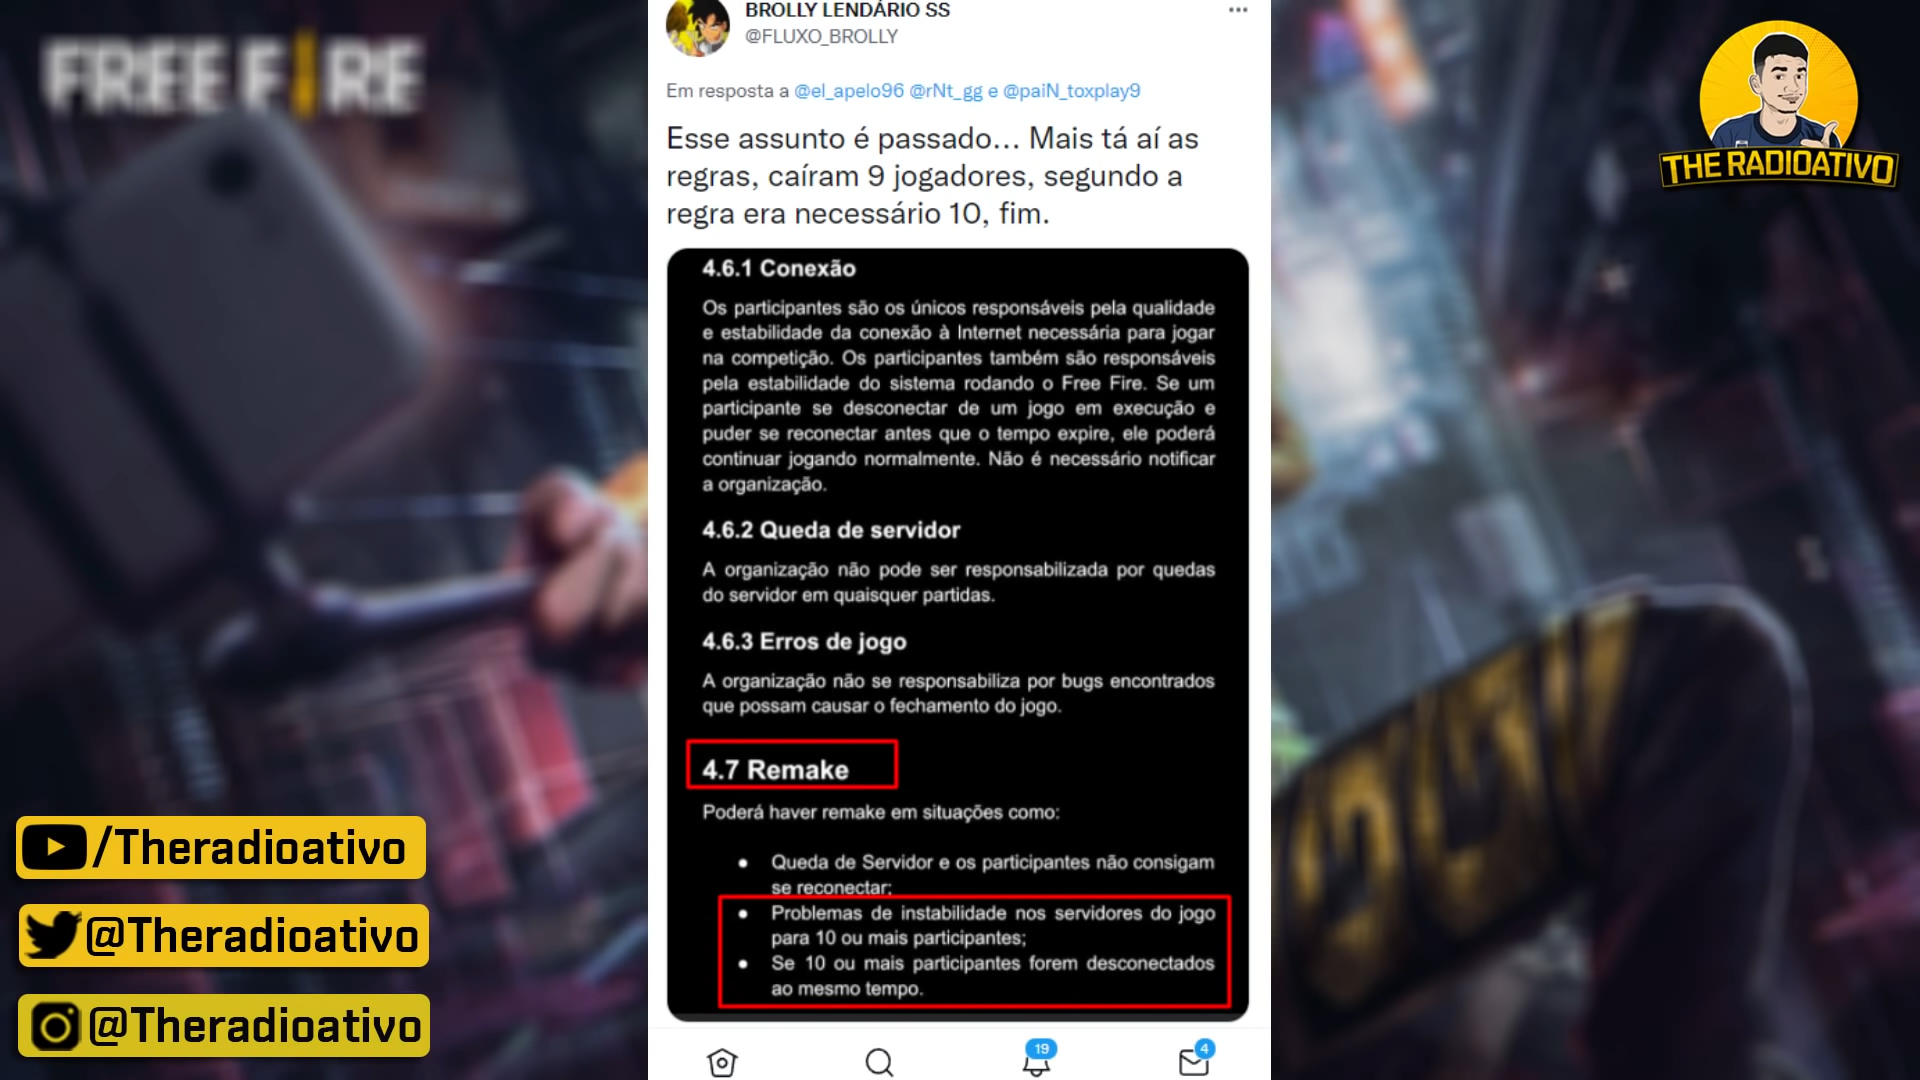 FREE FIRE
BROLLY LENDÁRIO SS
@FLUXO_BROLLY
Em resposta a @el_apelo96 @rNt_gg e @paiN_toxplay9
Esse assunto é passado... Mais tá aí as
regras, caíram 9 jogadores, segundo a
regra era necessário 10, fim.
4.6.1 Conexão
Os participantes são os únicos responsáveis pela qualidade
e estabilidade da conexão à Internet necessária para jogar
na competição. Os participantes também são responsáveis
pela estabilidade do sistema rodando o Free Fire. Se um
participante se desconectar de um jogo em execução e
puder se reconectar antes que o tempo expire, ele poderá
continuar jogando normalmente. Não é necessário notificar
a organização.
4.6.2 Queda de servidor
A organização não pode ser responsabilizada por quedas
do servidor em quaisquer partidas.
4.6.3 Erros de jogo
A organização não se responsabiliza por bugs encontrados
que possam causar o fechamento do jogo.
4.7 Remake
Poderá haver remake em situações como:
• Queda de Servidor e os participantes não consigam
se reconectar;
• Problemas de instabilidade nos servidores do jogo
para 10 ou mais participantes;
• Se 10 ou mais participantes forem desconectados
ao mesmo tempo.
19
4
THE RADIOATIVO
/Theradioativo
@Theradioativo
@Theradioativo